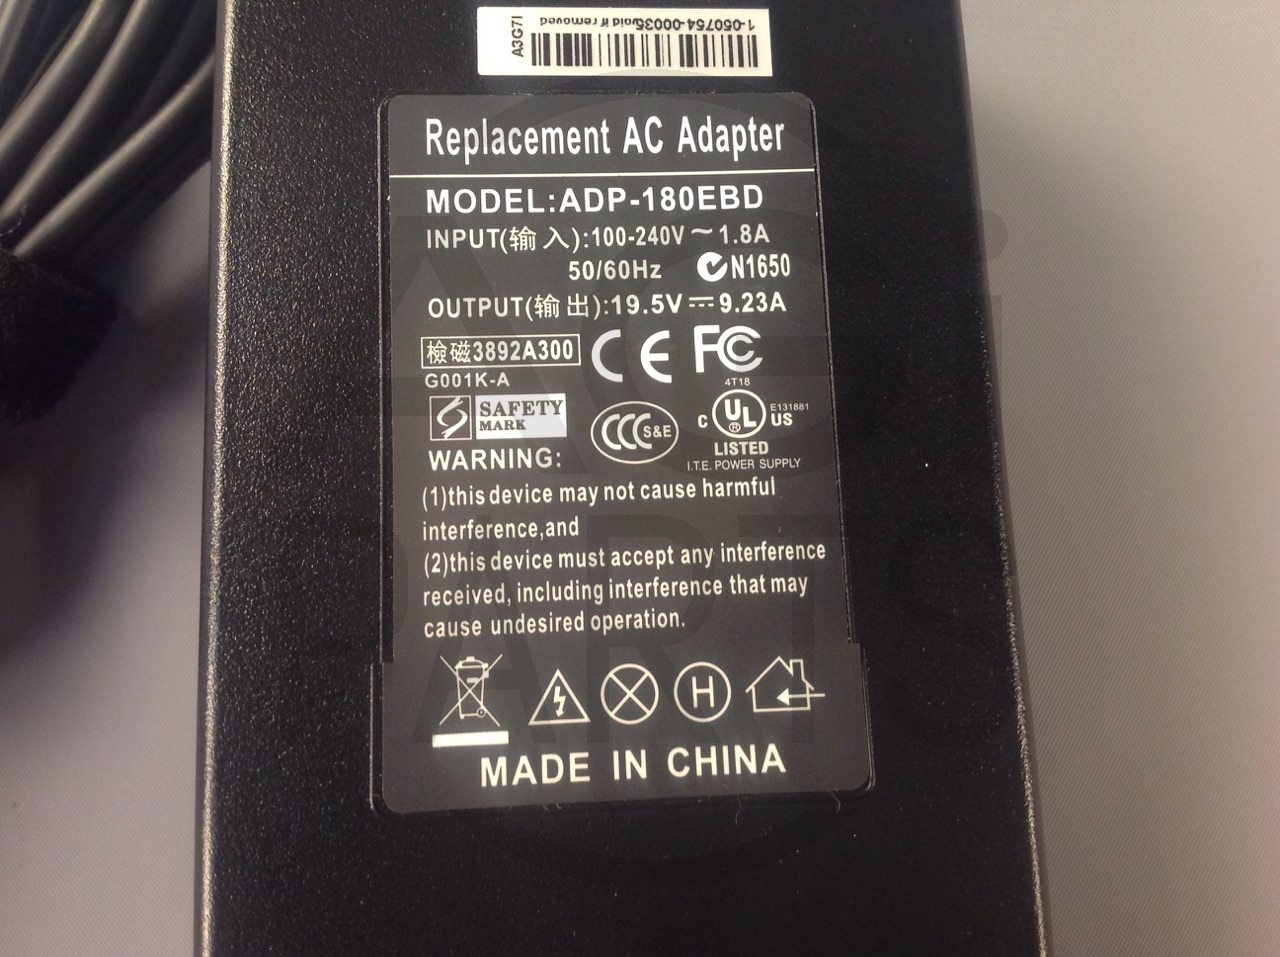 A3G7I
Void if removed
1-050754-00035
Replacement AC Adapter
MODEL:ADP-180EBD
INPUT(输入):100-240V ~ 1.8A
50/60Hz N1650
OUTPUT(输出):19.5V⎓9.23A
檢磁3892A300
G001K-A
CE FC
4T18
SAFETY
MARK
CCC S&E
C UL® US
E131881
LISTED
I.T.E. POWER SUPPLY
WARNING:
(1)this device may not cause harmful
interference,and
(2)this device must accept any interference
received, including interference that may
cause undesired operation.
H
MADE IN CHINA
PARTS